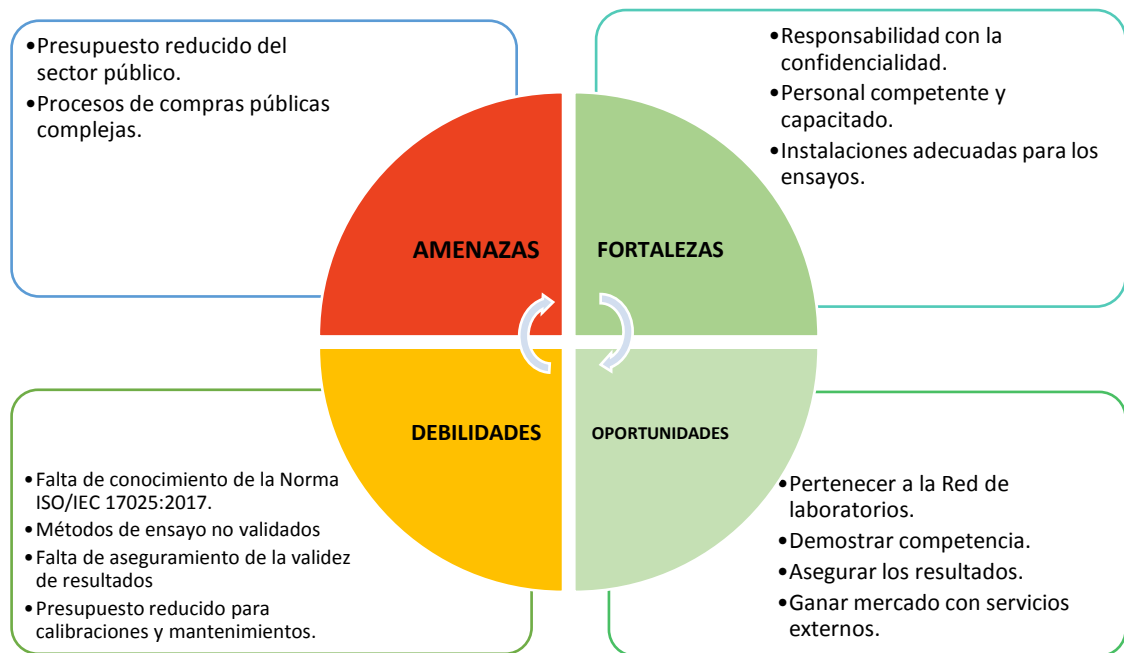 •Presupuesto reducido del
sector público.
•Procesos de compras públicas
complejas.
•Responsabilidad con la
confidencialidad.
•Personal competente y
capacitado.
•Instalaciones adecuadas para los
ensayos.
AMENAZAS
FORTALEZAS
DEBILIDADES
OPORTUNIDADES
•Falta de conocimiento de la Norma
ISO/IEC 17025:2017.
•Métodos de ensayo no validados
•Falta de aseguramiento de la validez
de resultados
•Presupuesto reducido para
calibraciones y mantenimientos.
•Pertenecer a la Red de
laboratorios.
•Demostrar competencia.
•Asegurar los resultados.
•Ganar mercado con servicios
externos.